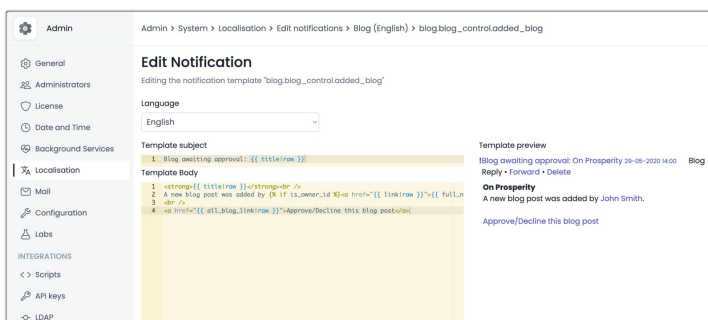 Admin
Admin > System > Localisation > Edit notifications > Blog (English) > blog.blog_control.added_blog
General
Administrators
License
Date and Time
Background Services
Localisation
Mail
Configuration
Labs
INTEGRATIONS
Scripts
API keys
LDAP
Edit Notification
Editing the notification template "blog.blog_control.added_blog"
Language
English
Template subject
1 Blog awaiting approval: {{ title|raw }}
Template Body
1 <strong>{{ title|raw }}</strong><br />
2 A new blog post was added by {% if is_owner_id %}<a href="{{ link|raw }}">{{ full_n
3 <br />
4 <a href="{{ all_blog_link|raw }}">Approve/Decline this blog post</a>
Template preview
!Blog awaiting approval: On Prosperity 29-05-2020 14:00 Blog
Reply • Forward • Delete
On Prosperity
A new blog post was added by John Smith.
Approve/Decline this blog post